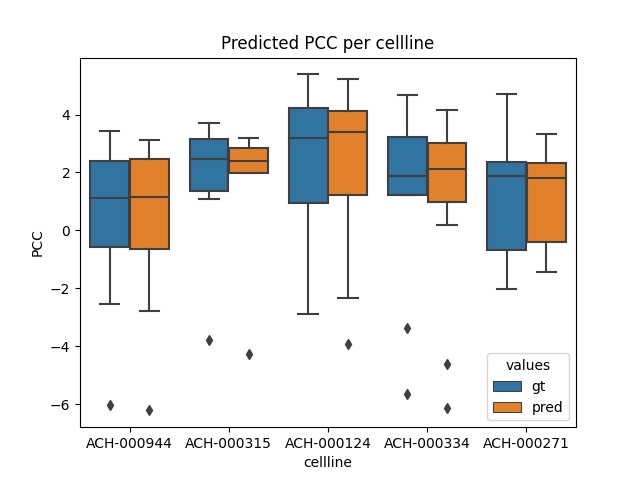 Predicted PCC per cellline
PCC
4
2
0
−2
−4
−6
values
gt
pred
ACH-000944 ACH-000315 ACH-000124 ACH-000334 ACH-000271
cellline